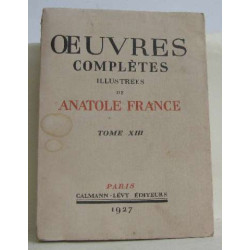 ŒUVRES
COMPLÈTES
ILLUSTRÉES
DE
ANATOLE FRANCE
TOME XIII
PARIS
CALMANN-LÉVY ÉDITEURS
1927